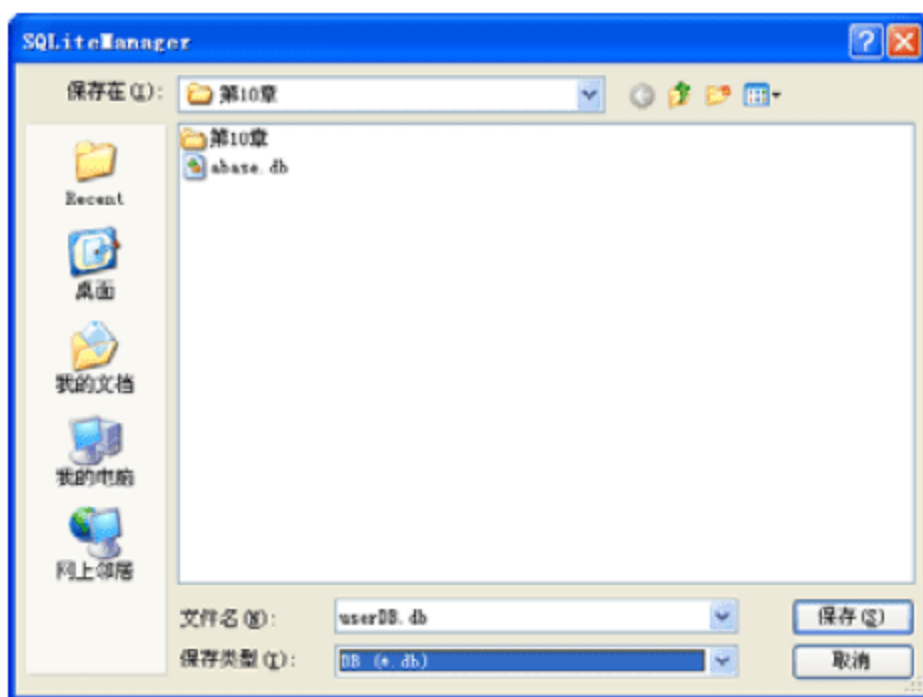 SQLiteManager
保存在(I):
第10章
第10章
abaze.db
Recent
桌面
我的文档
我的电脑
网上邻居
文件名(N):
userDB.db
保存(S)
保存类型(T):
DB (*.db)
取消